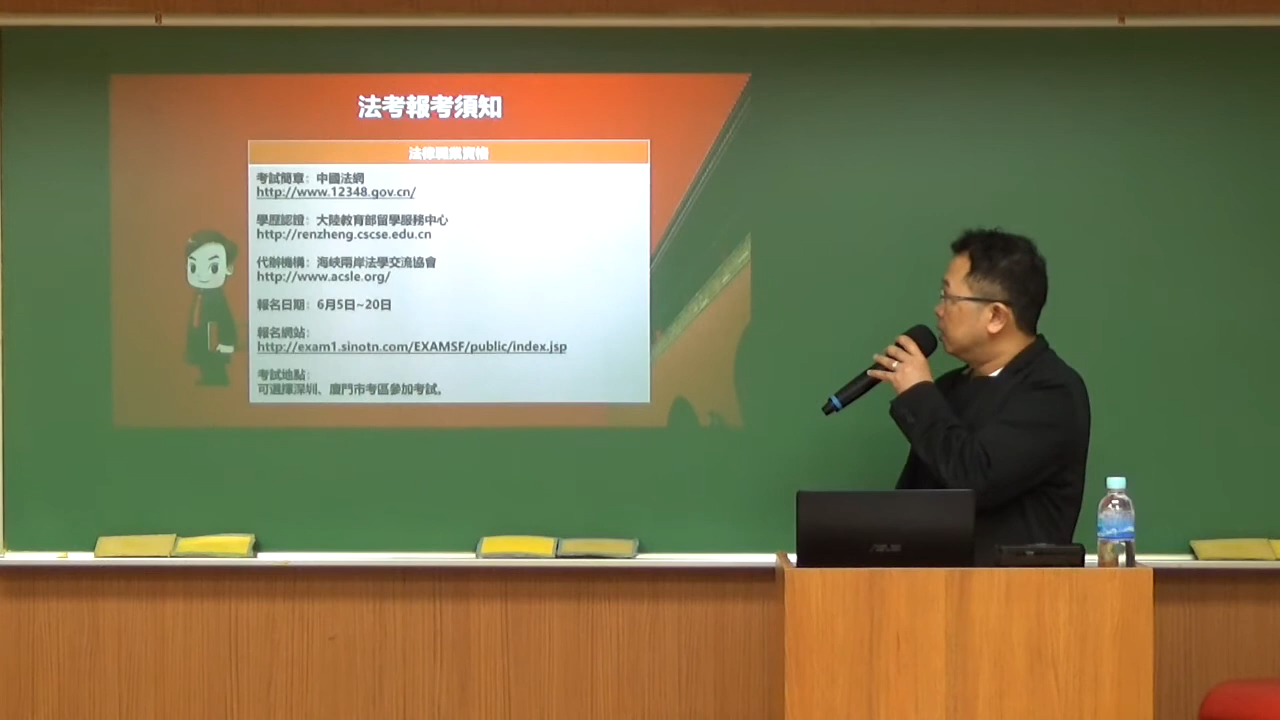 法考報考須知
法律職業資格
考試簡章：中國法網
http://www.12348.gov.cn/
學歷認證：大陸教育部留學服務中心
http://renzheng.cscse.edu.cn
代辦機構：海峽兩岸法學交流協會
http://www.acsle.org/
報名日期：6月5日~20日
報名網站：
http://exam1.sinotn.com/EXAMSF/public/index.jsp
考試地點：
可選擇深圳、廈門市考區參加考試。